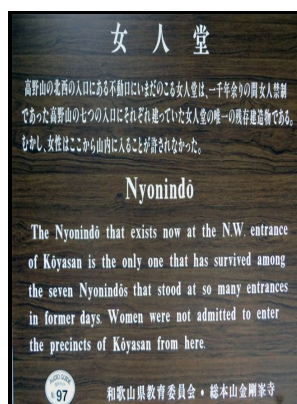 女人堂
高野山の北西の入口にある不動口にいまだのこる女人堂は、一千年余りの間女人禁制
であった高野山の七つの入口にそれぞれ建っていた女人堂の唯一の残存建造物である。
むかし、女性はここから山内に入ることが許されなかった。
Nyonindō
The Nyonindō that exists now at the N.W. entrance
of Kōyasan is the only one that has survived among
the seven Nyonindōs that stood at so many entrances
in former days. Women were not admitted to enter
the precincts of Kōyasan from here.
97
和歌山県教育委員会・総本山金剛峯寺